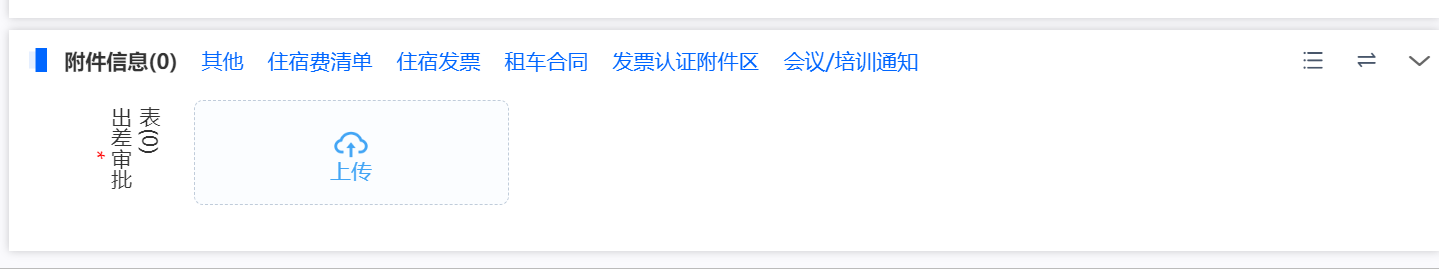 附件信息(0) 其他 住宿费清单 住宿发票 租车合同 发票认证附件区 会议/培训通知
*
出差审批
表(0)
上传